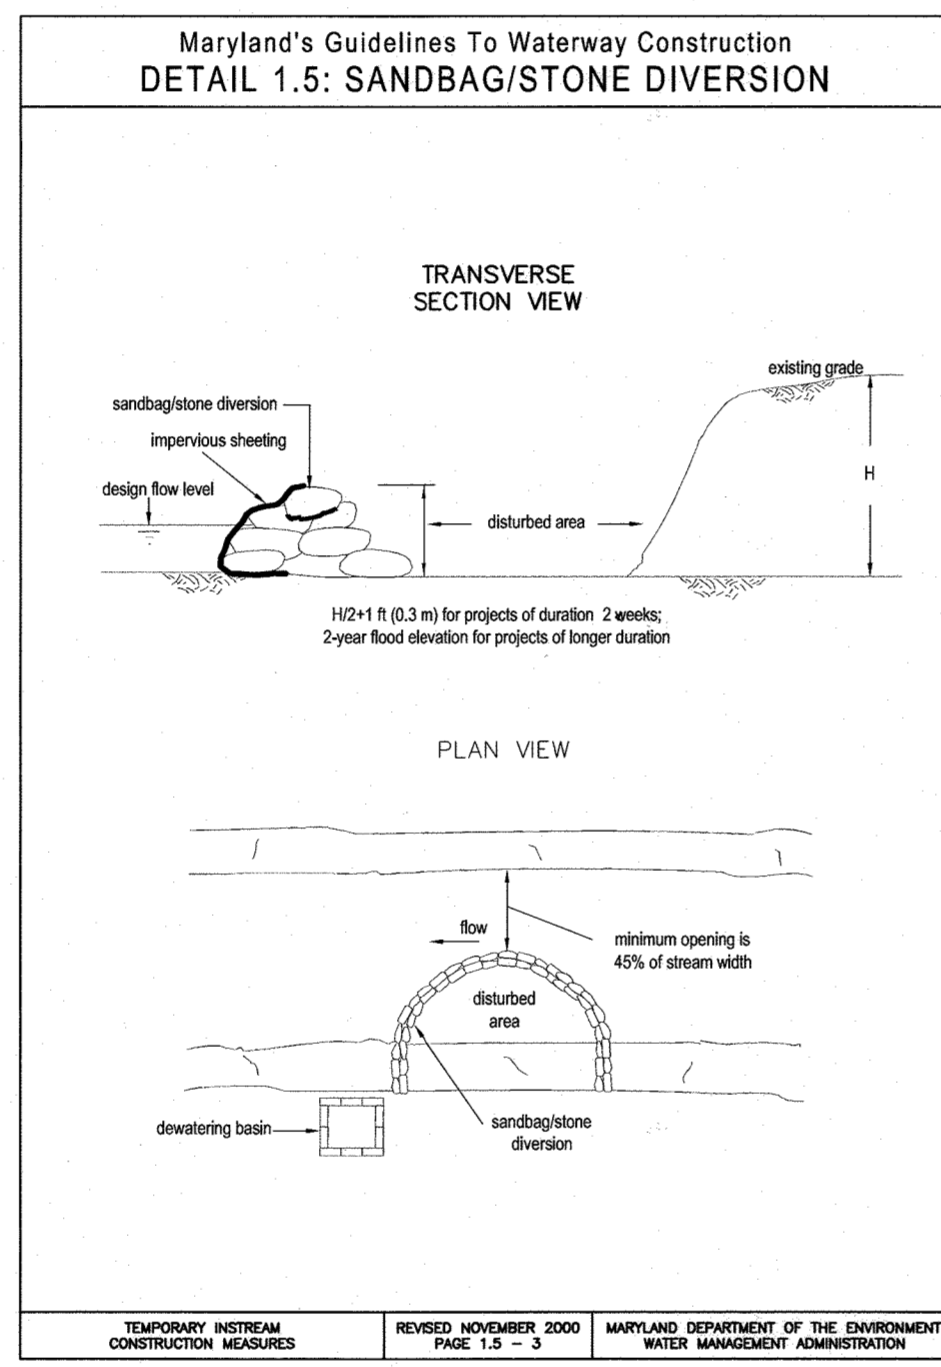 Maryland's Guidelines To Waterway Construction
DETAIL 1.5: SANDBAG/STONE DIVERSION
TRANSVERSE
SECTION VIEW
existing grade
sandbag/stone diversion
impervious sheeting
design flow level
H
disturbed area
H/2+1 ft (0.3 m) for projects of duration 2 weeks;
2-year flood elevation for projects of longer duration
PLAN VIEW
flow
minimum opening is
45% of stream width
disturbed
area
dewatering basin
sandbag/stone
diversion
TEMPORARY INSTREAM
CONSTRUCTION MEASURES
REVISED NOVEMBER 2000
PAGE 1.5 - 3
MARYLAND DEPARTMENT OF THE ENVIRONMENT
WATER MANAGEMENT ADMINISTRATION